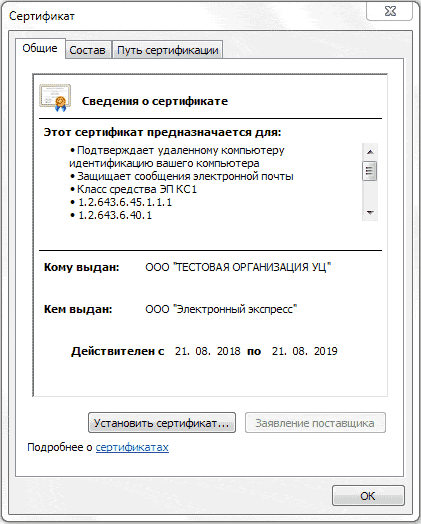 Сертификат
Общие Состав Путь сертификации
Сведения о сертификате
Этот сертификат предназначается для:
• Подтверждает удаленному компьютеру
идентификацию вашего компьютера
• Защищает сообщения электронной почты
• Класс средства ЭП КС1
• 1.2.643.6.45.1.1.1
• 1.2.643.6.40.1
Кому выдан: ООО "ТЕСТОВАЯ ОРГАНИЗАЦИЯ УЦ"
Кем выдан: ООО "Электронный экспресс"
Действителен с 21. 08. 2018 по 21. 08. 2019
Установить сертификат... Заявление поставщика
Подробнее о сертификатах
ОК